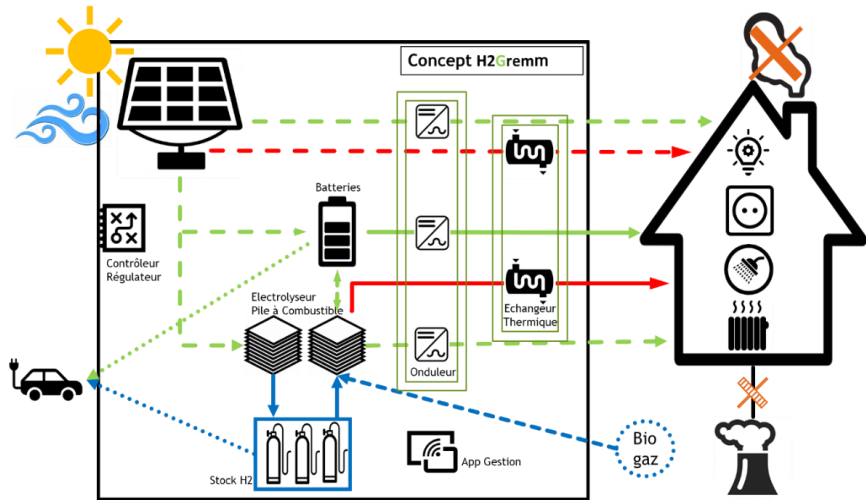 Concept H2Gremm
Batteries
Contrôleur
Régulateur
Electrolyseur
Pile à Combustible
Echangeur
Thermique
Onduleur
Bio
gaz
App Gestion
Stock H2